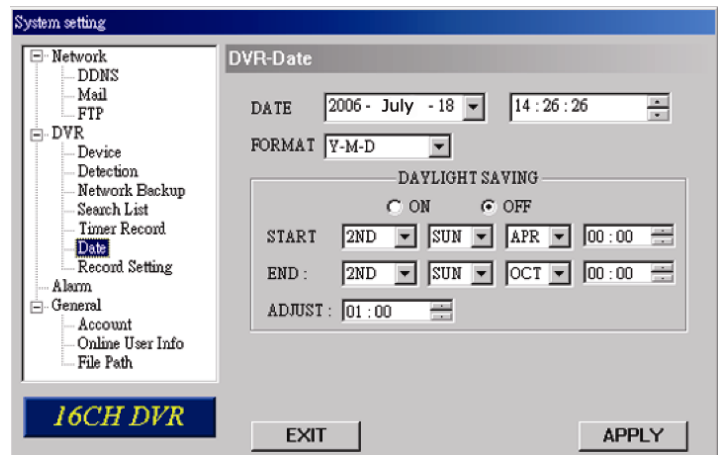 System setting
Network
DDNS
Mail
FTP
DVR
Device
Detection
Network Backup
Search List
Timer Record
Date
Record Setting
Alarm
General
Account
Online User Info
File Path
16CH DVR
DVR-Date
DATE 2006 - July - 18 14 : 26 : 26
FORMAT Y-M-D
DAYLIGHT SAVING
ON OFF
START 2ND SUN APR 00 : 00
END : 2ND SUN OCT 00 : 00
ADJUST : 01 : 00
EXIT APPLY